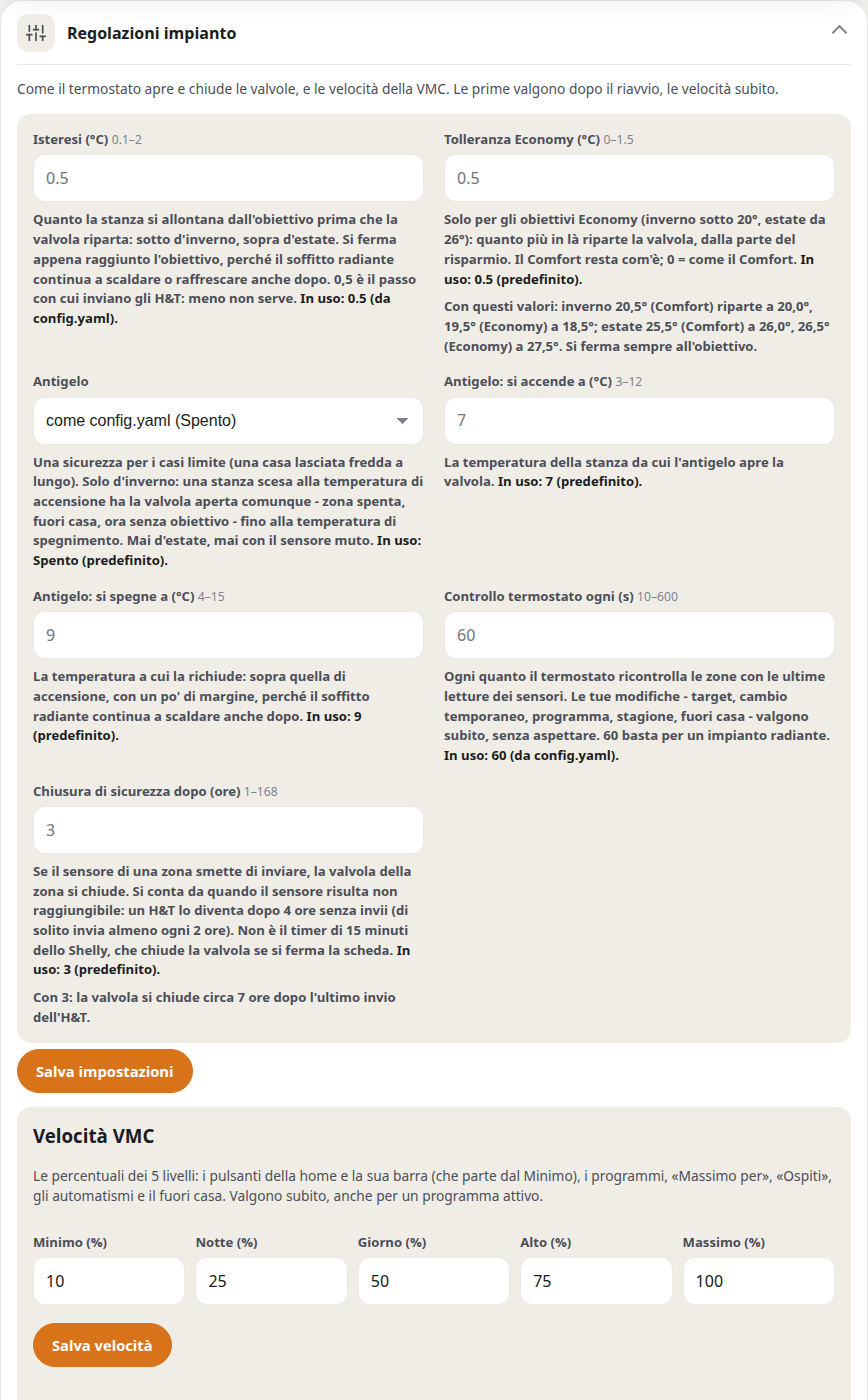 Regolazioni impianto
Come il termostato apre e chiude le valvole, e le velocità della VMC. Le prime valgono dopo il riavvio, le velocità subito.
Isteresi (°C) 0.1–2
0.5
Quanto la stanza si allontana dall'obiettivo prima che la
valvola riparta: sotto d'inverno, sopra d'estate. Si ferma
appena raggiunto l'obiettivo, perché il soffitto radiante
continua a scaldare o raffrescare anche dopo. 0,5 è il passo
con cui inviano gli H&T: meno non serve. In uso: 0.5 (da
config.yaml).
Tolleranza Economy (°C) 0–1.5
0.5
Solo per gli obiettivi Economy (inverno sotto 20°, estate da
26°): quanto più in là riparte la valvola, dalla parte del
risparmio. Il Comfort resta com'è; 0 = come il Comfort. In
uso: 0.5 (predefinito).
Con questi valori: inverno 20,5° (Comfort) riparte a 20,0°,
19,5° (Economy) a 18,5°; estate 25,5° (Comfort) a 26,0°, 26,5°
(Economy) a 27,5°. Si ferma sempre all'obiettivo.
Antigelo
come config.yaml (Spento)
Una sicurezza per i casi limite (una casa lasciata fredda a
lungo). Solo d'inverno: una stanza scesa alla temperatura di
accensione ha la valvola aperta comunque - zona spenta,
fuori casa, ora senza obiettivo - fino alla temperatura di
spegnimento. Mai d'estate, mai con il sensore muto. In uso:
Spento (predefinito).
Antigelo: si accende a (°C) 3–12
7
La temperatura della stanza da cui l'antigelo apre la
valvola. In uso: 7 (predefinito).
Antigelo: si spegne a (°C) 4–15
9
La temperatura a cui la richiude: sopra quella di
accensione, con un po' di margine, perché il soffitto
radiante continua a scaldare anche dopo. In uso: 9
(predefinito).
Controllo termostato ogni (s) 10–600
60
Ogni quanto il termostato ricontrolla le zone con le ultime
letture dei sensori. Le tue modifiche - target, cambio
temporaneo, programma, stagione, fuori casa - valgono
subito, senza aspettare. 60 basta per un impianto radiante.
In uso: 60 (da config.yaml).
Chiusura di sicurezza dopo (ore) 1–168
3
Se il sensore di una zona smette di inviare, la valvola della
zona si chiude. Si conta da quando il sensore risulta non
raggiungibile: un H&T lo diventa dopo 4 ore senza invii (di
solito invia almeno ogni 2 ore). Non è il timer di 15 minuti
dello Shelly, che chiude la valvola se si ferma la scheda. In
uso: 3 (predefinito).
Con 3: la valvola si chiude circa 7 ore dopo l'ultimo invio
dell'H&T.
Salva impostazioni
Velocità VMC
Le percentuali dei 5 livelli: i pulsanti della home e la sua barra (che parte dal Minimo), i programmi, «Massimo per», «Ospiti»,
gli automatismi e il fuori casa. Valgono subito, anche per un programma attivo.
Minimo (%) Notte (%) Giorno (%) Alto (%) Massimo (%)
10 25 50 75 100
Salva velocità